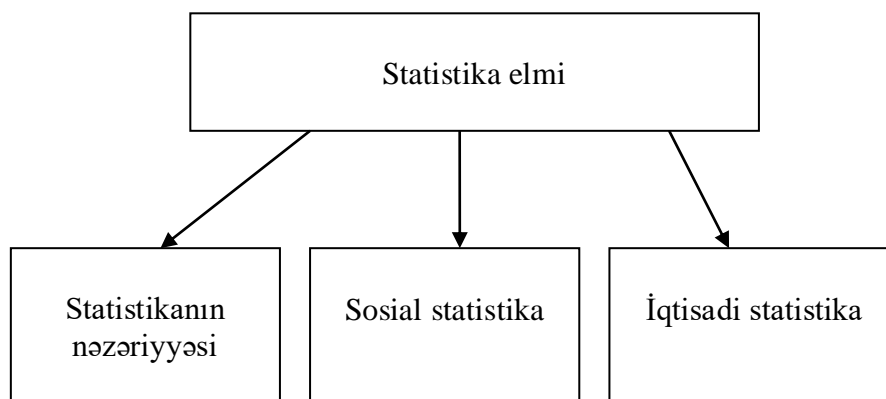 Statistika elmi
Statistikanın
nəzəriyyəsi
Sosial statistika
İqtisadi statistika